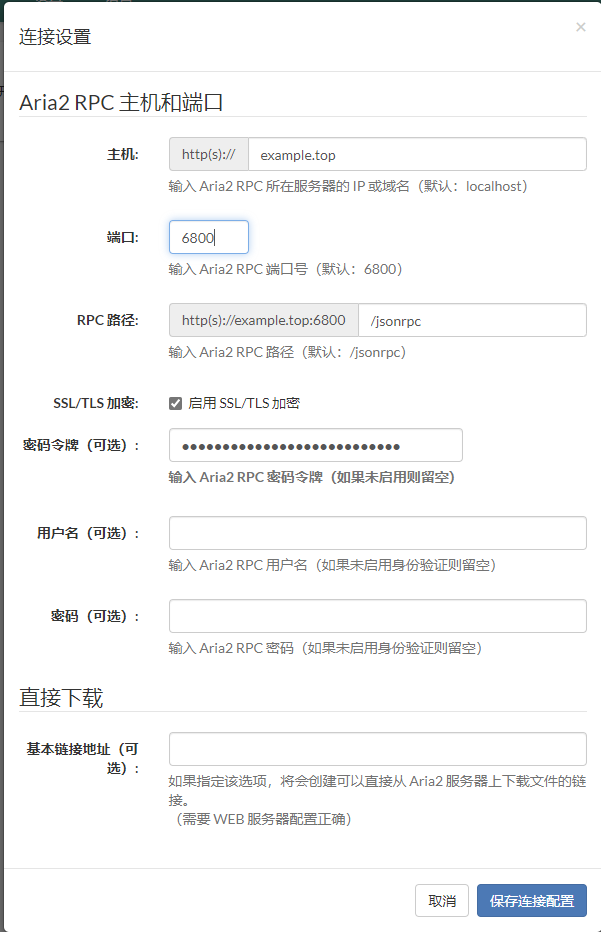 连接设置
×
Aria2 RPC 主机和端口
主机: http(s):// example.top
输入 Aria2 RPC 所在服务器的 IP 或域名（默认：localhost）
端口: 6800
输入 Aria2 RPC 端口号（默认：6800）
RPC 路径: http(s)://example.top:6800 /jsonrpc
输入 Aria2 RPC 路径（默认：/jsonrpc）
SSL/TLS 加密: 启用 SSL/TLS 加密
密码令牌（可选）: ●●●●●●●●●●●●●●●●●●●●●●●●●●●
输入 Aria2 RPC 密码令牌（如果未启用则留空）
用户名（可选）:
输入 Aria2 RPC 用户名（如果未启用身份验证则留空）
密码（可选）:
输入 Aria2 RPC 密码（如果未启用身份验证则留空）
直接下载
基本链接地址（可
选）:
如果指定该选项，将会创建可以直接从 Aria2 服务器上下载文件的链
接。
（需要 WEB 服务器配置正确）
取消 保存连接配置